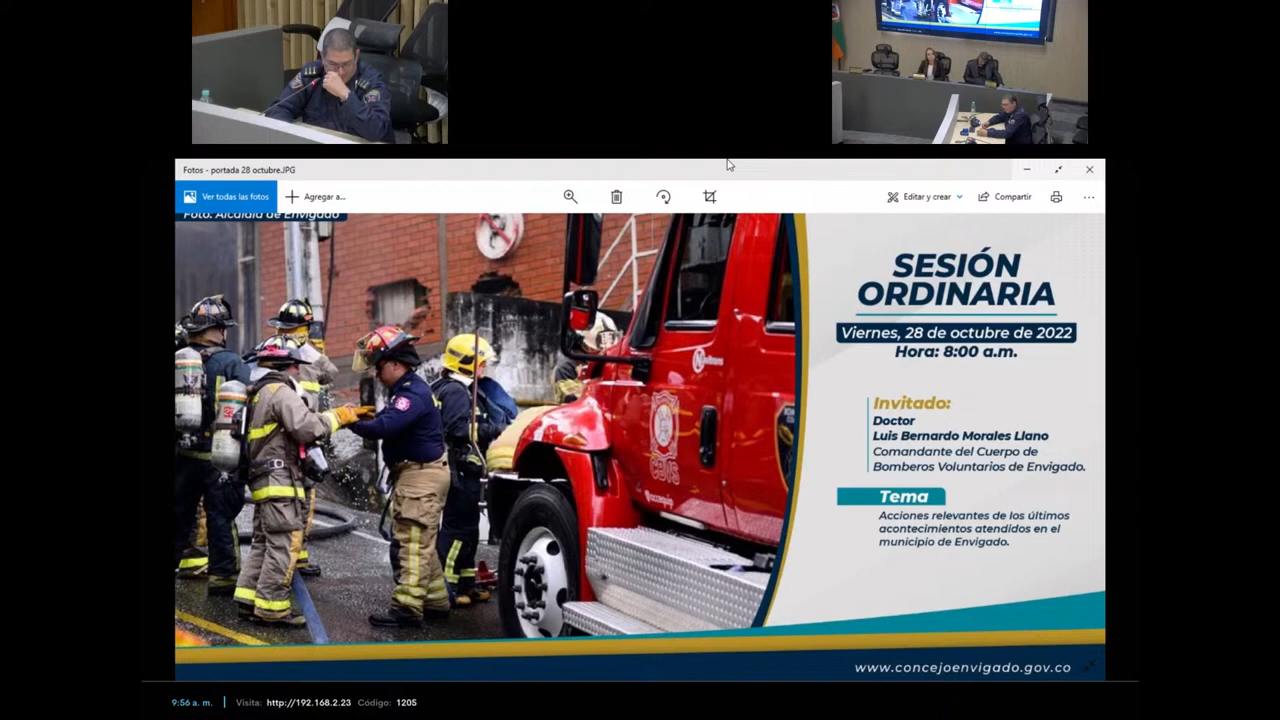 Fotos - portada 28 octubre.JPG
Ver todas las fotos
Agregar a...
Editar y crear
Compartir
Foto: Alcaldía de Envigado
SESIÓN
ORDINARIA
Viernes, 28 de octubre de 2022
Hora: 8:00 a.m.
Invitado:
Doctor
Luis Bernardo Morales Llano
Comandante del Cuerpo de
Bomberos Voluntarios de Envigado.
Tema
Acciones relevantes de los últimos
acontecimientos atendidos en el
municipio de Envigado.
www.concejoenvigado.gov.co
9:56 a. m. | Visita: http://192.168.2.23 Código: 1205